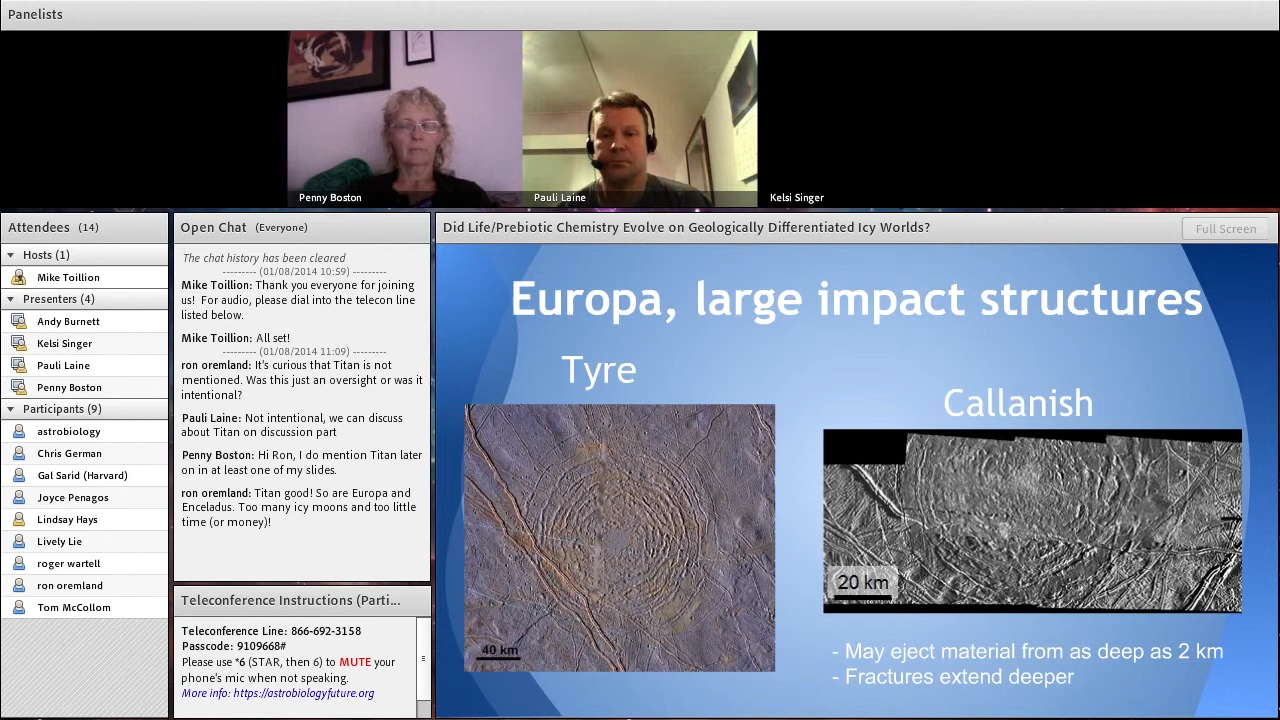 Panelists
Penny Boston
Pauli Laine
Kelsi Singer
Attendees (14)
Hosts (1)
Mike Toillion
Presenters (4)
Andy Burnett
Kelsi Singer
Pauli Laine
Penny Boston
Participants (9)
astrobiology
Chris German
Gal Sarid (Harvard)
Joyce Penagos
Lindsay Hays
Lively Lie
roger wartell
ron oremland
Tom McCollom
Open Chat (Everyone)
The chat history has been cleared
--------- (01/08/2014 10:59) ---------
Mike Toillion: Thank you everyone for joining
us! For audio, please dial into the telecon line
listed below.
Mike Toillion: All set!
--------- (01/08/2014 11:09) ---------
ron oremland: It's curious that Titan is not
mentioned. Was this just an oversight or was it
intentional?
Pauli Laine: Not intentional, we can discuss
about Titan on discussion part
Penny Boston: Hi Ron, I do mention Titan later
on in at least one of my slides.
ron oremland: Titan good! So are Europa and
Enceladus. Too many icy moons and too little
time (or money)!
Teleconference Instructions (Parti...
Teleconference Line: 866-692-3158
Passcode: 9109668#
Please use *6 (STAR, then 6) to MUTE your
phone's mic when not speaking.
More info: https://astrobiologyfuture.org
Did Life/Prebiotic Chemistry Evolve on Geologically Differentiated Icy Worlds?
Full Screen
Europa, large impact structures
Tyre
Callanish
40 km
20 km
- May eject material from as deep as 2 km
- Fractures extend deeper